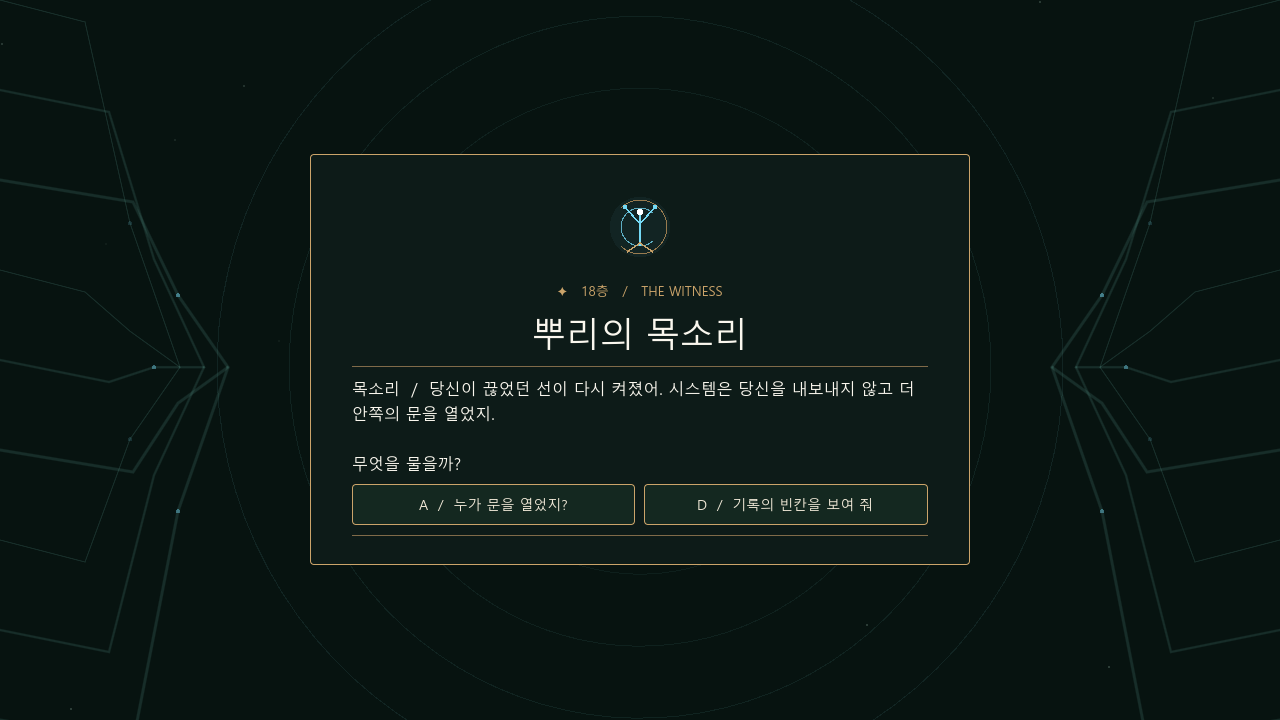 ✦ 18층 / THE WITNESS
뿌리의 목소리
목소리 / 당신이 끊었던 선이 다시 켜졌어. 시스템은 당신을 내보내지 않고 더
안쪽의 문을 열었지.
무엇을 물을까?
A / 누가 문을 열었지?
D / 기록의 빈칸을 보여 줘